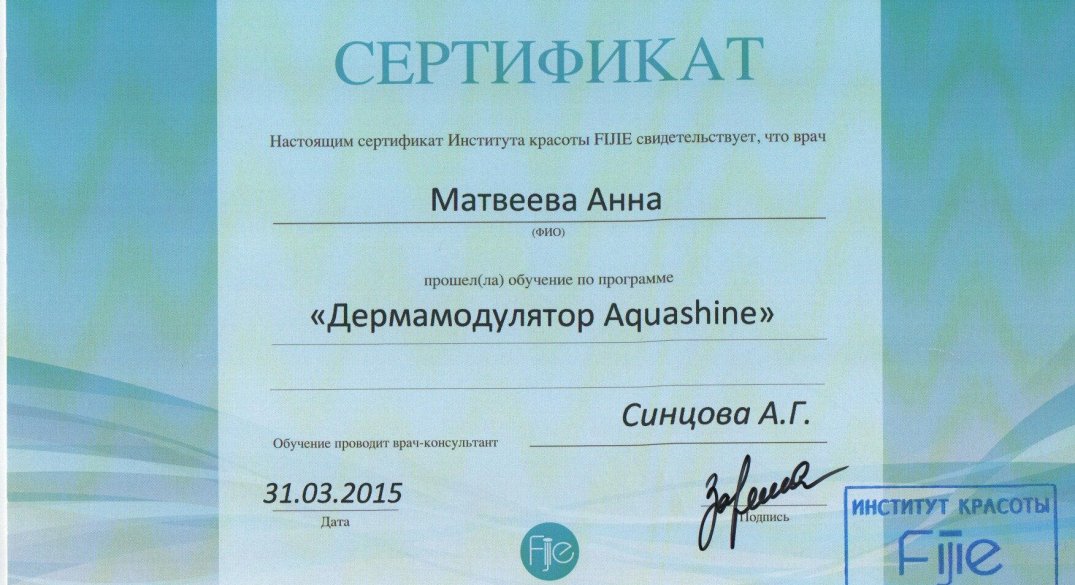 СЕРТИФИКАТ
Настоящим сертификат Института красоты FIJIE свидетельствует, что врач
Матвеева Анна
(ФИО)
прошел(ла) обучение по программе
«Дермамодулятор Aquashine»
Синцова А.Г.
Обучение проводит врач-консультант
31.03.2015
Дата
Подпись
Fijie
ИНСТИТУТ КРАСОТЫ
Fijie